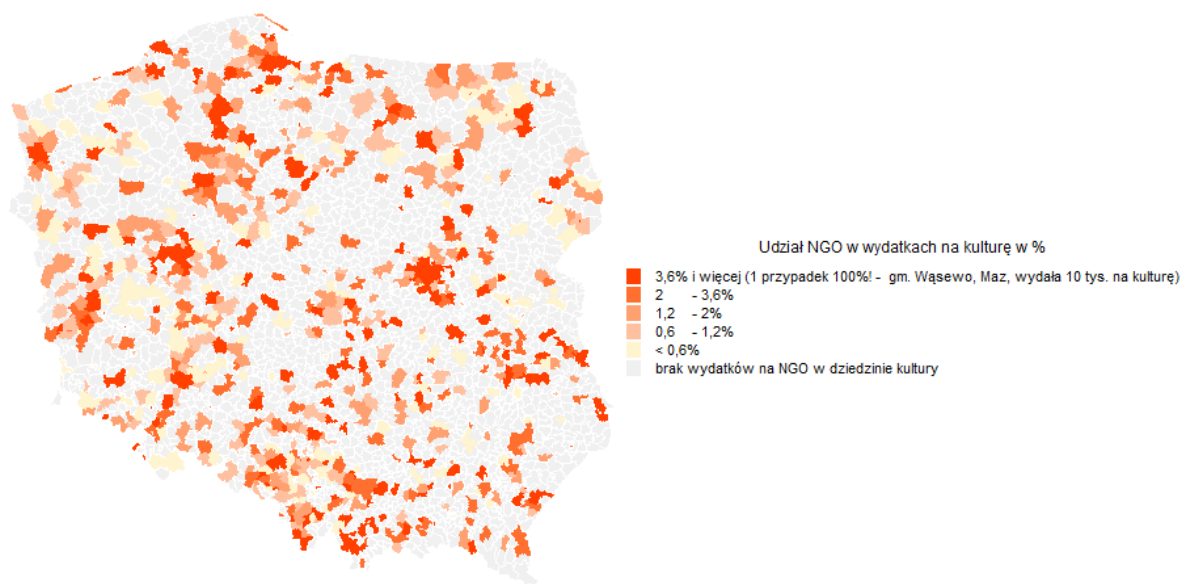 Udział NGO w wydatkach na kulturę w %
3,6% i więcej (1 przypadek 100%! - gm. Wąsewo, Maz, wydała 10 tys. na kulturę)
2 - 3,6%
1,2 - 2%
0,6 - 1,2%
< 0,6%
brak wydatków na NGO w dziedzinie kultury